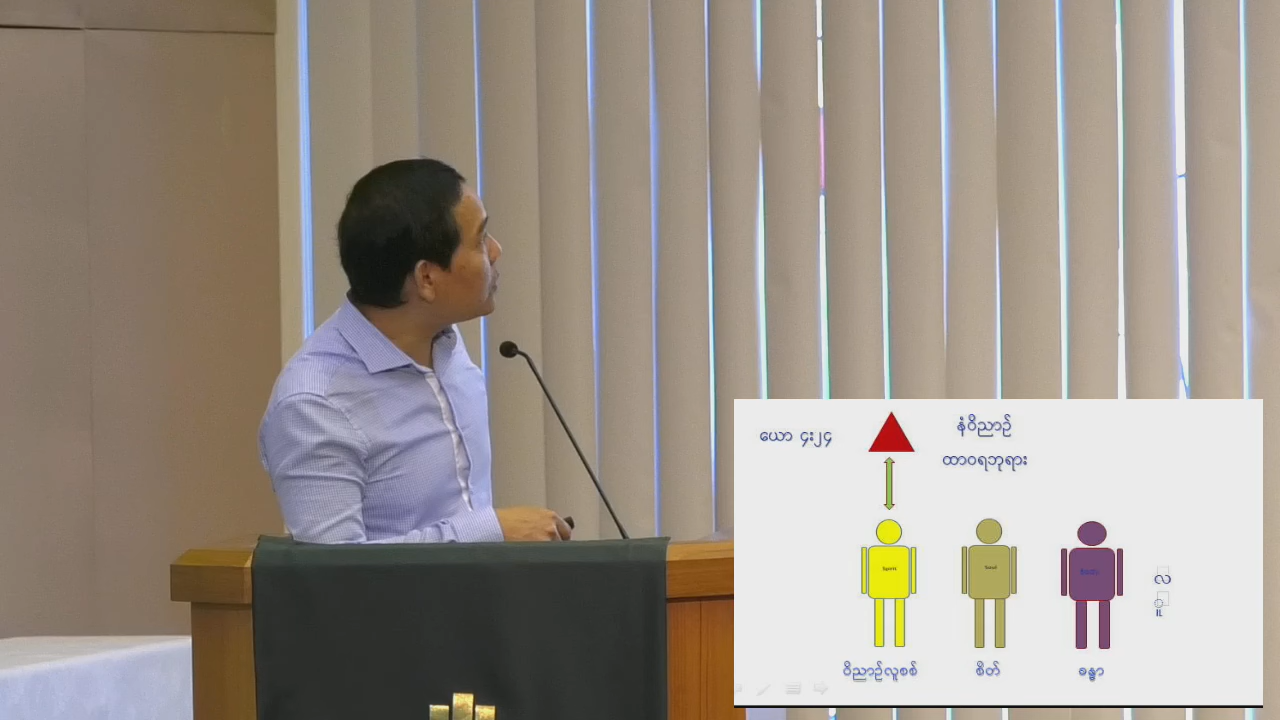 ယော ၄း၂၄
နံဝိညာဉ်
ထာဝရဘုရား
Spirit
Soul
Body
လူ
ဝိညာဉ်လူစစ်
စိတ်
ခန္ဓာ